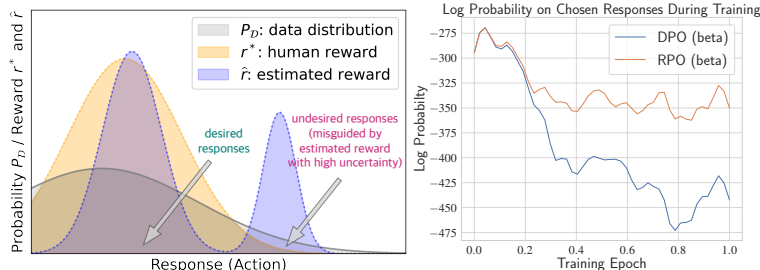 Probability P_D / Reward r* and r̂
P_D: data distribution
r*: human reward
r̂: estimated reward
desired
responses
undesired responses
(misguided by
estimated reward
with high uncertainty)
Response (Action)
Log Probability on Chosen Responses During Training
DPO (beta)
RPO (beta)
Log Probabilty
−275
−300
−325
−350
−375
−400
−425
−450
−475
0.0 0.2 0.4 0.6 0.8 1.0
Training Epoch